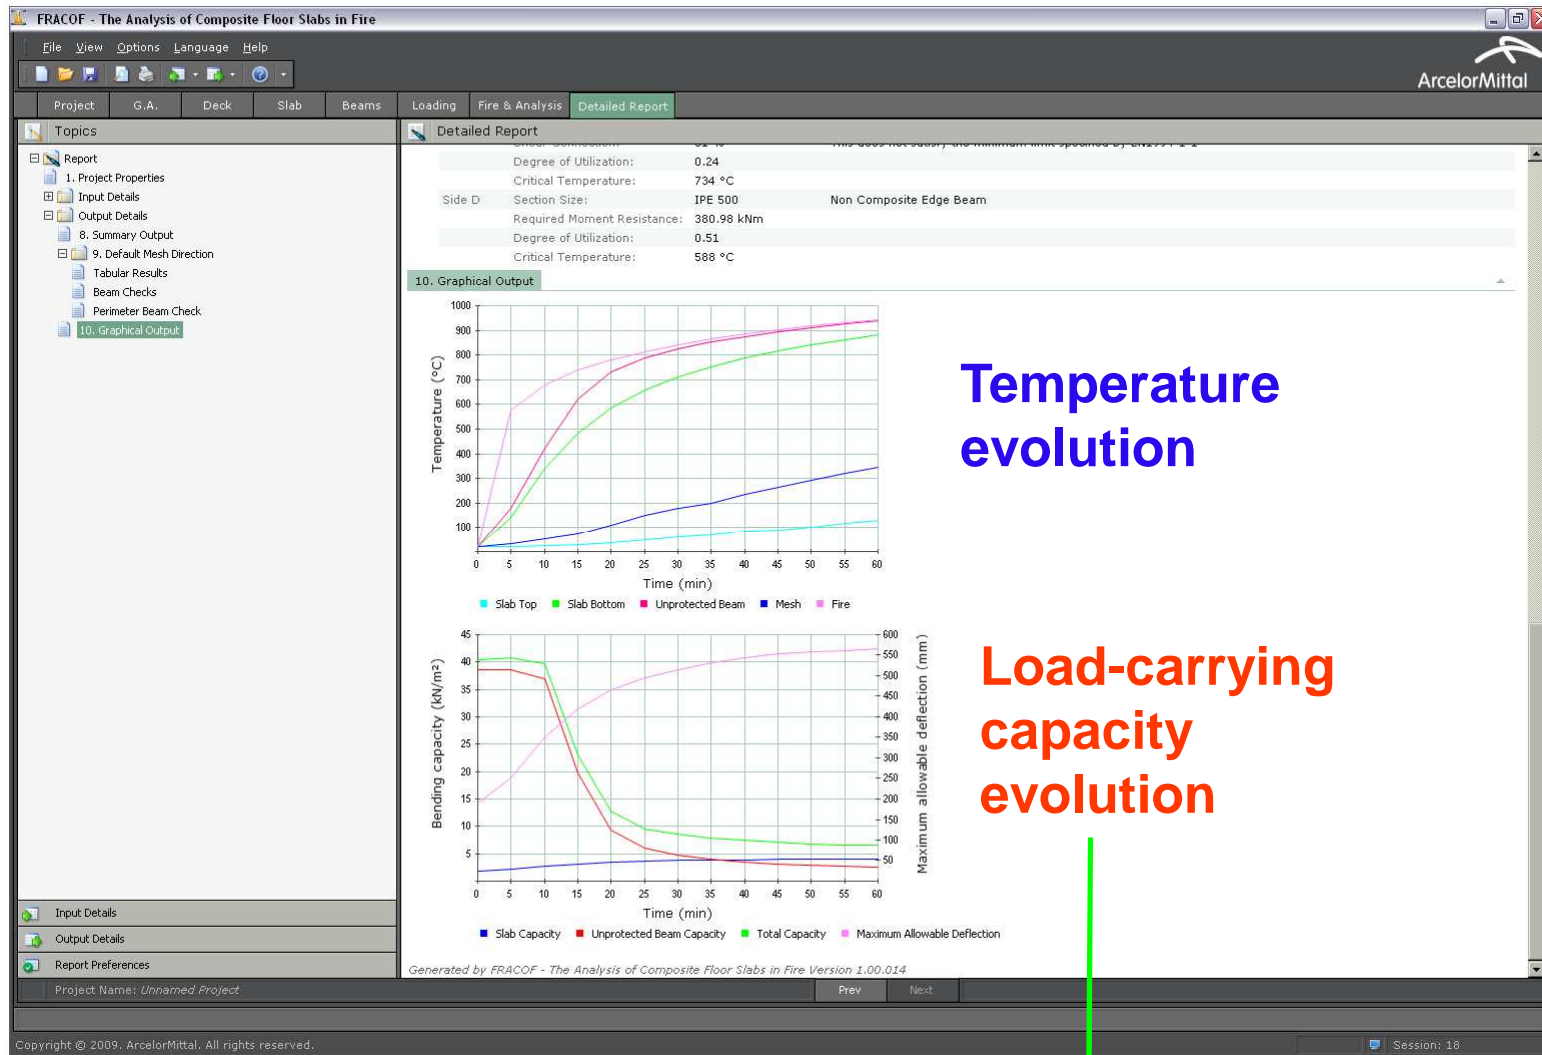 FRACOF - The Analysis of Composite Floor Slabs in Fire
File View Options Language Help
ArcelorMittal
Project G.A. Deck Slab Beams Loading Fire & Analysis Detailed Report
Topics
Report
1. Project Properties
Input Details
Output Details
8. Summary Output
9. Default Mesh Direction
Tabular Results
Beam Checks
Perimeter Beam Check
10. Graphical Output
Input Details
Output Details
Report Preferences
Detailed Report
Degree of Utilization: 0.24
Critical Temperature: 734 °C
Side D Section Size: IPE 500 Non Composite Edge Beam
Required Moment Resistance: 380.98 kNm
Degree of Utilization: 0.51
Critical Temperature: 588 °C
10. Graphical Output
Temperature (°C)
1000
900
800
700
600
500
400
300
200
100
0 5 10 15 20 25 30 35 40 45 50 55 60
Time (min)
Slab Top Slab Bottom Unprotected Beam Mesh Fire
Temperature
evolution
Bending capacity (kN/m²)
45
40
35
30
25
20
15
10
5
600
550
500
450
400
350
300
250
200
150
100
50
Maximum allowable deflection (mm)
0 5 10 15 20 25 30 35 40 45 50 55 60
Time (min)
Slab Capacity Unprotected Beam Capacity Total Capacity Maximum Allowable Deflection
Load-carrying
capacity
evolution
Generated by FRACOF - The Analysis of Composite Floor Slabs in Fire Version 1.00.014
Project Name: Unnamed Project
Prev Next
Copyright © 2009. ArcelorMittal. All rights reserved.
Session: 18